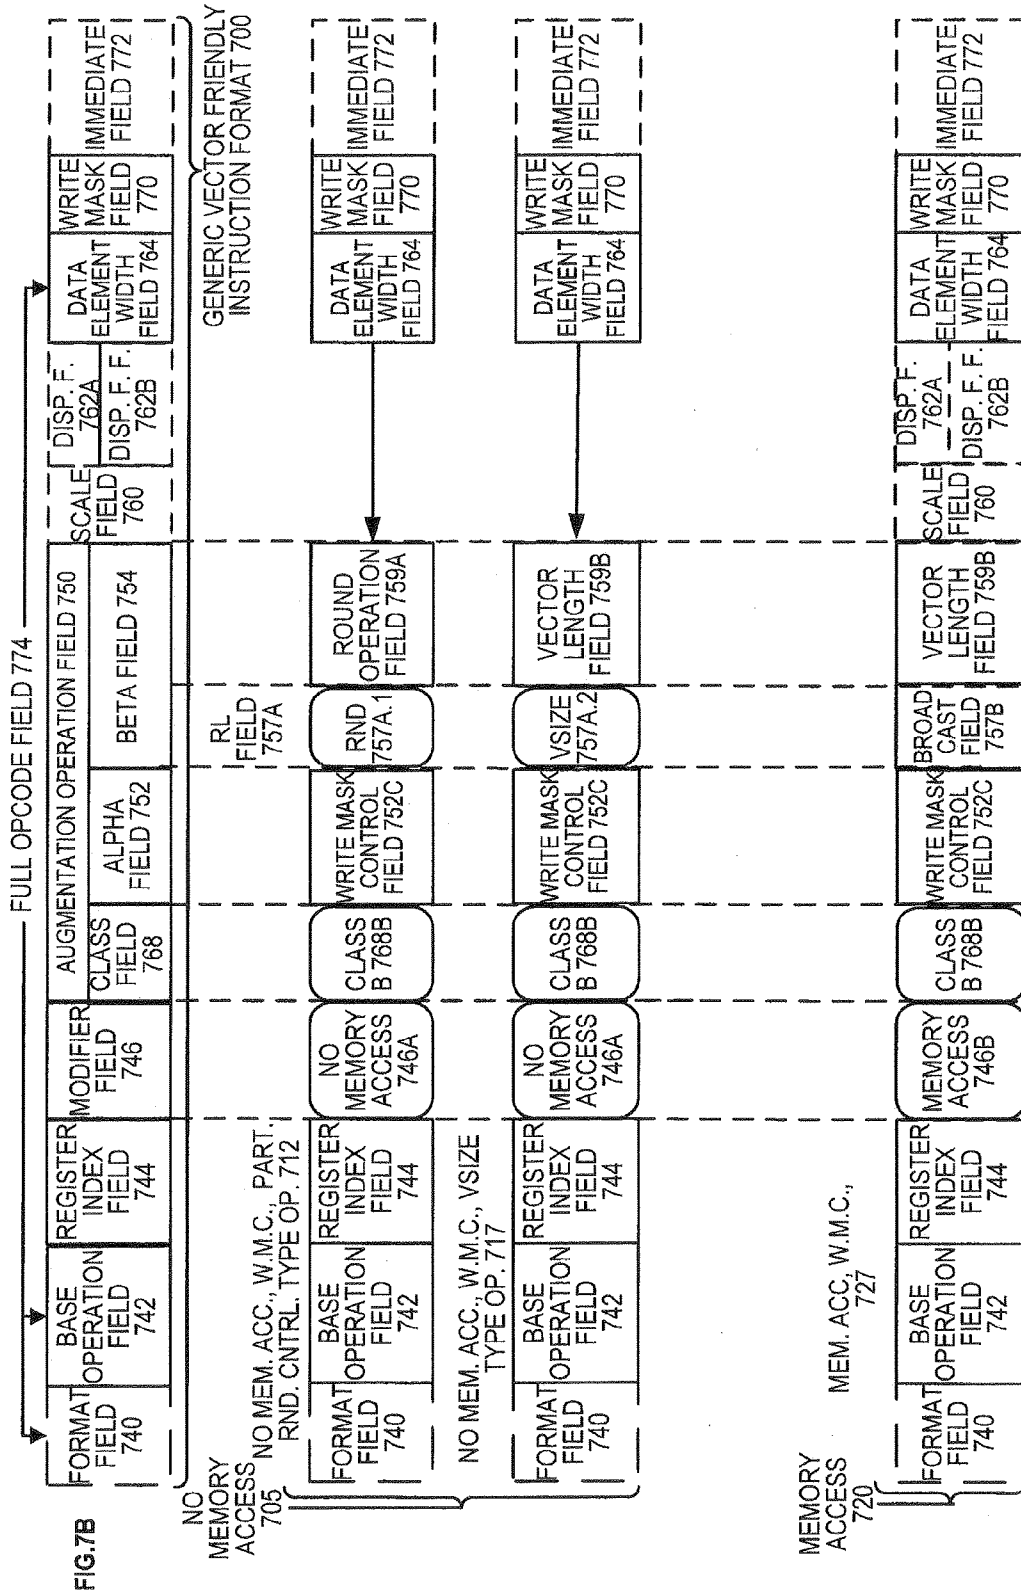 FIG.7B
FULL OPCODE FIELD 774
FORMAT
FIELD
740
BASE
OPERATION
FIELD
742
REGISTER
INDEX
FIELD
744
MODIFIER
FIELD
746
AUGMENTATION OPERATION FIELD 750
CLASS
FIELD
768
ALPHA
FIELD 752
BETA FIELD 754
SCALE
FIELD
760
DISP. F.
762A
DISP. F. F.
762B
DATA
ELEMENT
WIDTH
FIELD 764
WRITE
MASK
FIELD
770
IMMEDIATE
FIELD 772
GENERIC VECTOR FRIENDLY
INSTRUCTION FORMAT 700
NO
MEMORY
ACCESS
705
NO MEM. ACC., W.M.C., PART.
RND. CNTRL. TYPE OP. 712
RL
FIELD
757A
FORMAT
FIELD
740
BASE
OPERATION
FIELD
742
REGISTER
INDEX
FIELD
744
NO
MEMORY
ACCESS
746A
CLASS
B 768B
WRITE MASK
CONTROL
FIELD 752C
RND
757A.1
ROUND
OPERATION
FIELD 759A
DATA
ELEMENT
WIDTH
FIELD 764
WRITE
MASK
FIELD
770
IMMEDIATE
FIELD 772
NO MEM. ACC., W.M.C., VSIZE
TYPE OP. 717
FORMAT
FIELD
740
BASE
OPERATION
FIELD
742
REGISTER
INDEX
FIELD
744
NO
MEMORY
ACCESS
746A
CLASS
B 768B
WRITE MASK
CONTROL
FIELD 752C
VSIZE
757A.2
VECTOR
LENGTH
FIELD 759B
DATA
ELEMENT
WIDTH
FIELD 764
WRITE
MASK
FIELD
770
IMMEDIATE
FIELD 772
MEMORY
ACCESS
720
MEM. ACC, W.M.C.,
727
FORMAT
FIELD
740
BASE
OPERATION
FIELD
742
REGISTER
INDEX
FIELD
744
MEMORY
ACCESS
746B
CLASS
B 768B
WRITE MASK
CONTROL
FIELD 752C
BROAD
CAST
FIELD
757B
VECTOR
LENGTH
FIELD 759B
SCALE
FIELD
760
DISP. F.
762A
DISP. F. F.
762B
DATA
ELEMENT
WIDTH
FIELD 764
WRITE
MASK
FIELD
770
IMMEDIATE
FIELD 772